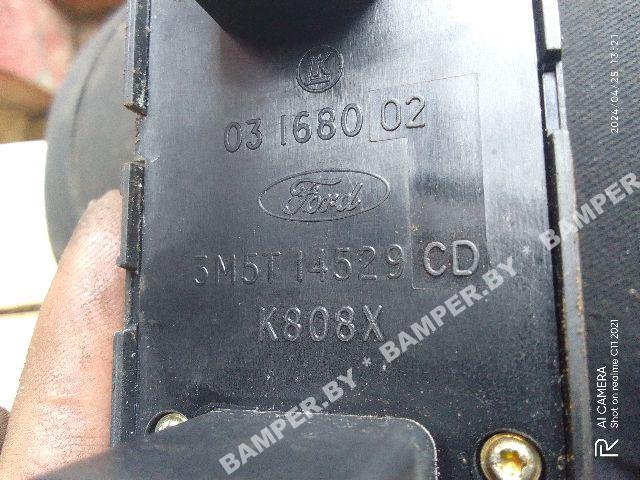 K
03 1680 02
Ford
3M5T 14529 CD
K808X
BAMPER.BY * BAMPER.BY * BAMPER.BY
2024/04/25 13:21
AI CAMERA
Shot on realme C11 2021
R